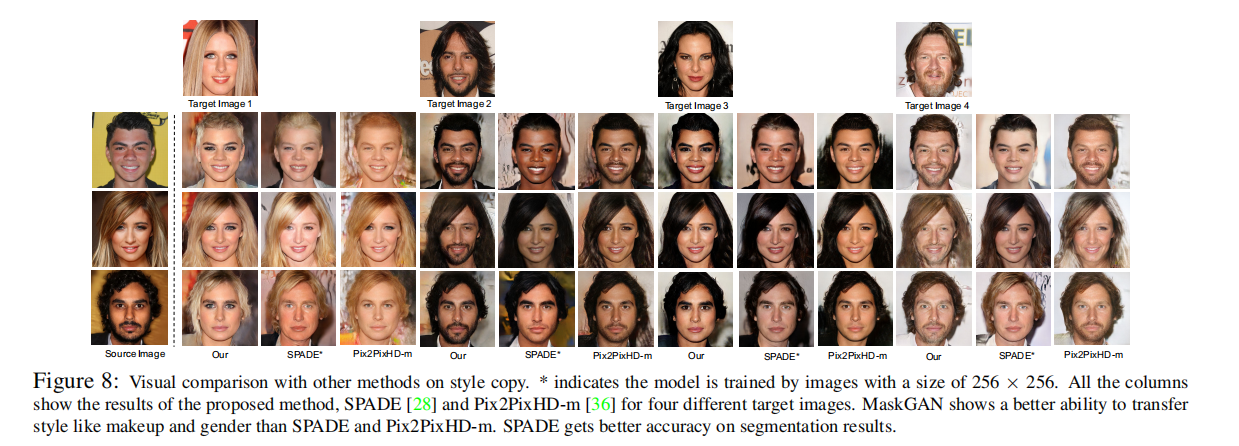 Target Image 1 Target Image 2 Target Image 3 Target Image 4
Source Image Our SPADE* Pix2PixHD-m Our SPADE* Pix2PixHD-m Our SPADE* Pix2PixHD-m Our SPADE* Pix2PixHD-m
Figure 8: Visual comparison with other methods on style copy. * indicates the model is trained by images with a size of 256 × 256. All the columns
show the results of the proposed method, SPADE [28] and Pix2PixHD-m [36] for four different target images. MaskGAN shows a better ability to transfer
style like makeup and gender than SPADE and Pix2PixHD-m. SPADE gets better accuracy on segmentation results.